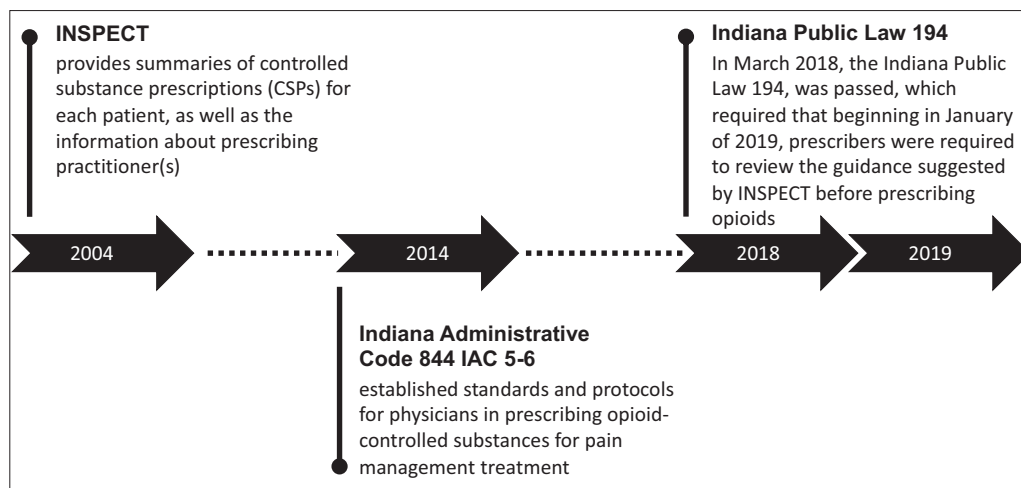 INSPECT
provides summaries of controlled
substance prescriptions (CSPs) for
each patient, as well as the
information about prescribing
practitioner(s)
Indiana Public Law 194
In March 2018, the Indiana Public
Law 194, was passed, which
required that beginning in January
of 2019, prescribers were required
to review the guidance suggested
by INSPECT before prescribing
opioids
2004
2014
2018
2019
Indiana Administrative
Code 844 IAC 5-6
established standards and protocols
for physicians in prescribing opioid-
controlled substances for pain
management treatment